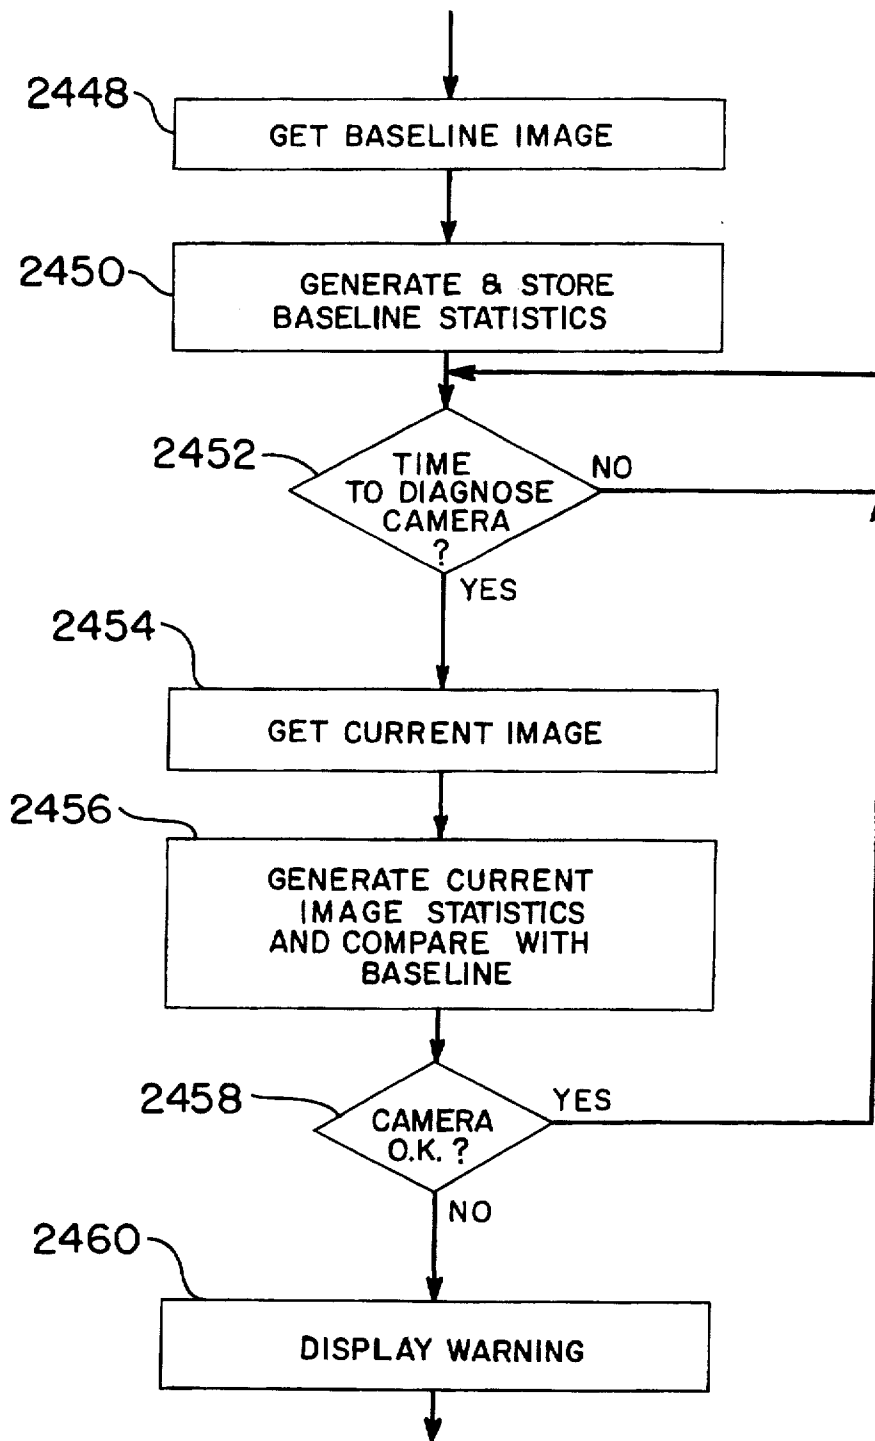 2448
GET BASELINE IMAGE
2450
GENERATE & STORE
BASELINE STATISTICS
2452
TIME
TO DIAGNOSE
CAMERA
?
NO
YES
2454
GET CURRENT IMAGE
2456
GENERATE CURRENT
IMAGE STATISTICS
AND COMPARE WITH
BASELINE
2458
CAMERA
O.K. ?
YES
NO
2460
DISPLAY WARNING